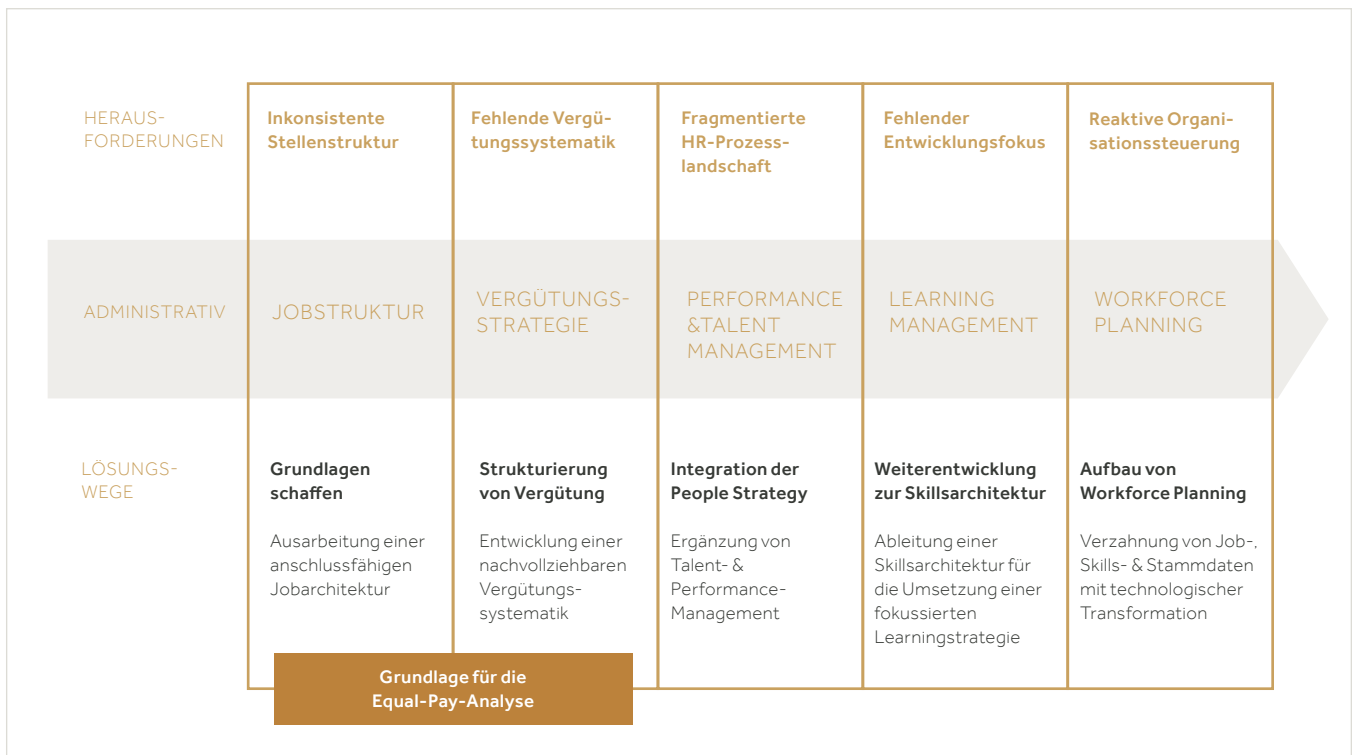 HERAUS-
FORDERUNGEN
Inkonsistente
Stellenstruktur
Fehlende Vergü-
tungssystematik
Fragmentierte
HR-Prozess-
landschaft
Fehlender
Entwicklungsfokus
Reaktive Organi-
sationssteuerung
ADMINISTRATIV
JOBSTRUKTUR
VERGÜTUNGS-
STRATEGIE
PERFORMANCE
&TALENT
MANAGEMENT
LEARNING
MANAGEMENT
WORKFORCE
PLANNING
LÖSUNGS-
WEGE
Grundlagen
schaffen
Ausarbeitung einer
anschlussfähigen
Jobarchitektur
Strukturierung
von Vergütung
Entwicklung einer
nachvollziehbaren
Vergütungs-
systematik
Integration der
People Strategy
Ergänzung von
Talent- &
Performance-
Management
Weiterentwicklung
zur Skillsarchitektur
Ableitung einer
Skillsarchitektur für
die Umsetzung einer
fokussierten
Learningstrategie
Aufbau von
Workforce Planning
Verzahnung von Job-,
Skills- & Stammdaten
mit technologischer
Transformation
Grundlage für die
Equal-Pay-Analyse